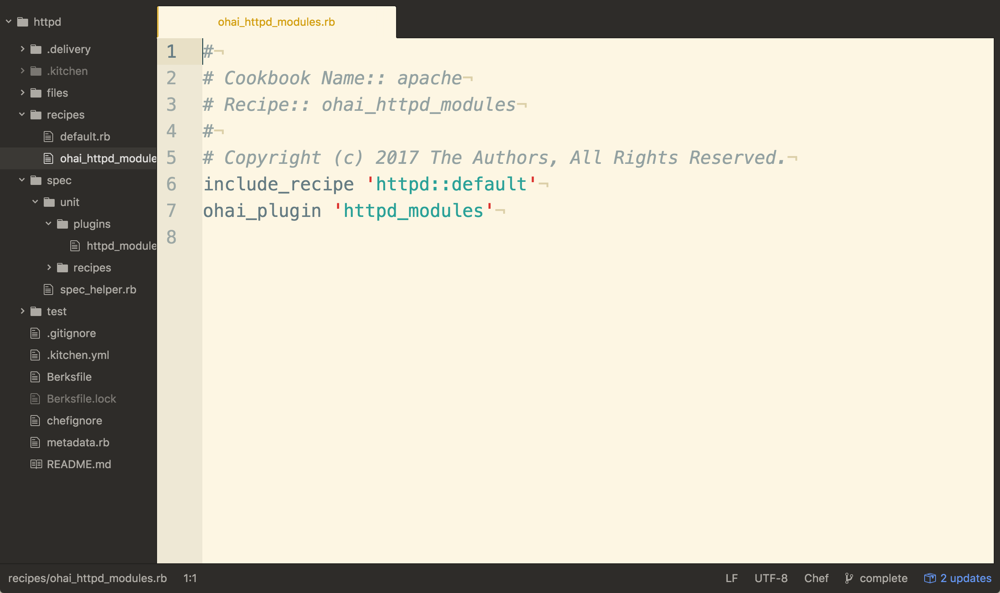 httpd
.delivery
.kitchen
files
recipes
default.rb
ohai_httpd_module
spec
unit
plugins
httpd_module
recipes
spec_helper.rb
test
.gitignore
.kitchen.yml
Berksfile
Berksfile.lock
chefignore
metadata.rb
README.md
ohai_httpd_modules.rb
1 #¬
2 # Cookbook Name:: apache¬
3 # Recipe:: ohai_httpd_modules¬
4 #¬
5 # Copyright (c) 2017 The Authors, All Rights Reserved.¬
6 include_recipe 'httpd::default'¬
7 ohai_plugin 'httpd_modules'¬
8
recipes/ohai_httpd_modules.rb 1:1 LF UTF-8 Chef complete 2 updates